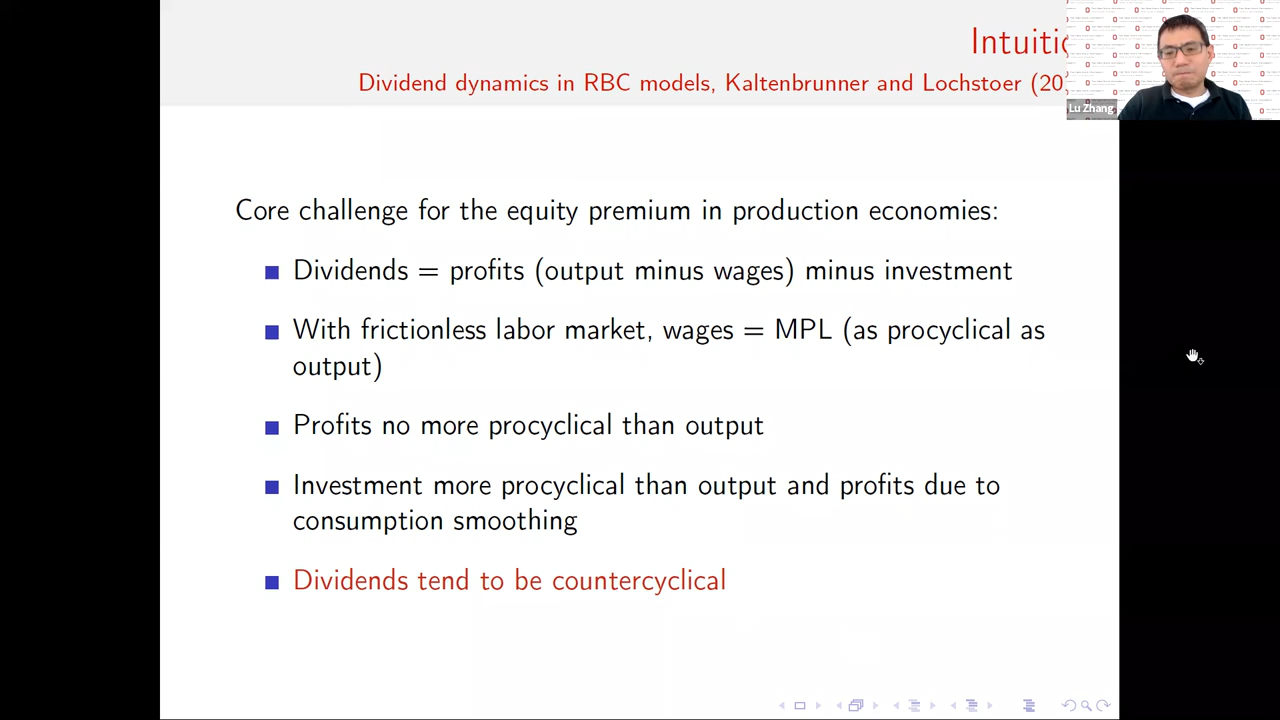 Intuitio
Dividend dynamics in RBC models, Kaltenbrunner and Lochstoer (20
Lu Zhang
Core challenge for the equity premium in production economies:
Dividends = profits (output minus wages) minus investment
With frictionless labor market, wages = MPL (as procyclical as
output)
Profits no more procyclical than output
Investment more procyclical than output and profits due to
consumption smoothing
Dividends tend to be countercyclical